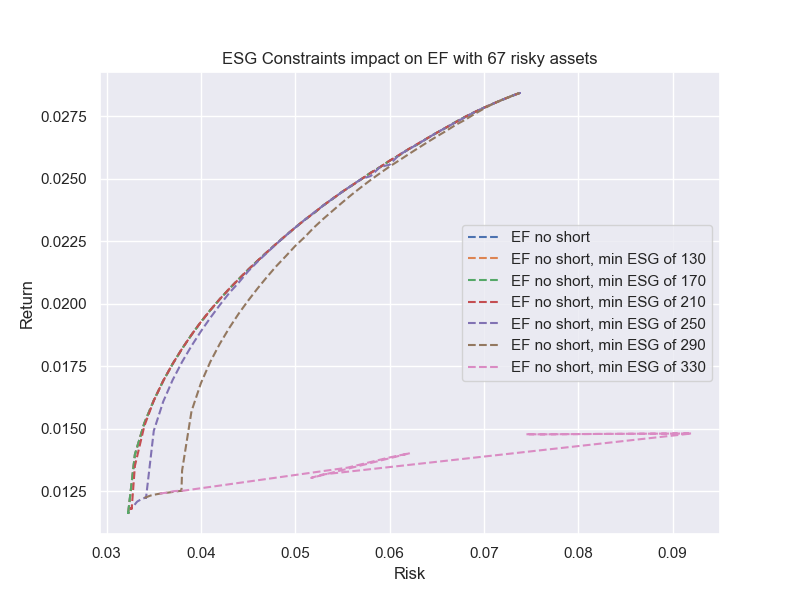 ESG Constraints impact on EF with 67 risky assets
Return
0.0275
0.0250
0.0225
0.0200
0.0175
0.0150
0.0125
EF no short
EF no short, min ESG of 130
EF no short, min ESG of 170
EF no short, min ESG of 210
EF no short, min ESG of 250
EF no short, min ESG of 290
EF no short, min ESG of 330
0.03 0.04 0.05 0.06 0.07 0.08 0.09
Risk